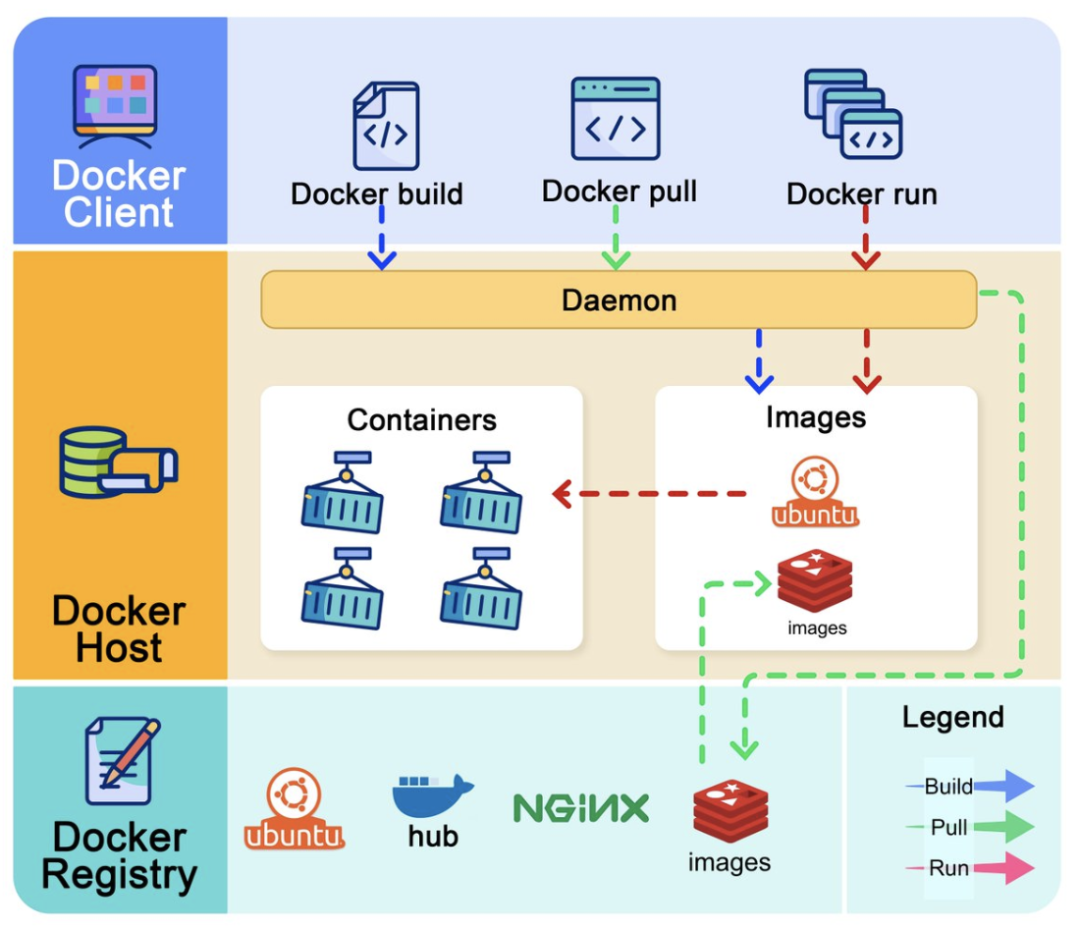 Docker
Client
Docker build
Docker pull
Docker run
Daemon
Containers
Images
ubuntu
images
Docker
Host
Docker
Registry
ubuntu
hub
NGiNX
images
Legend
Build
Pull
Run